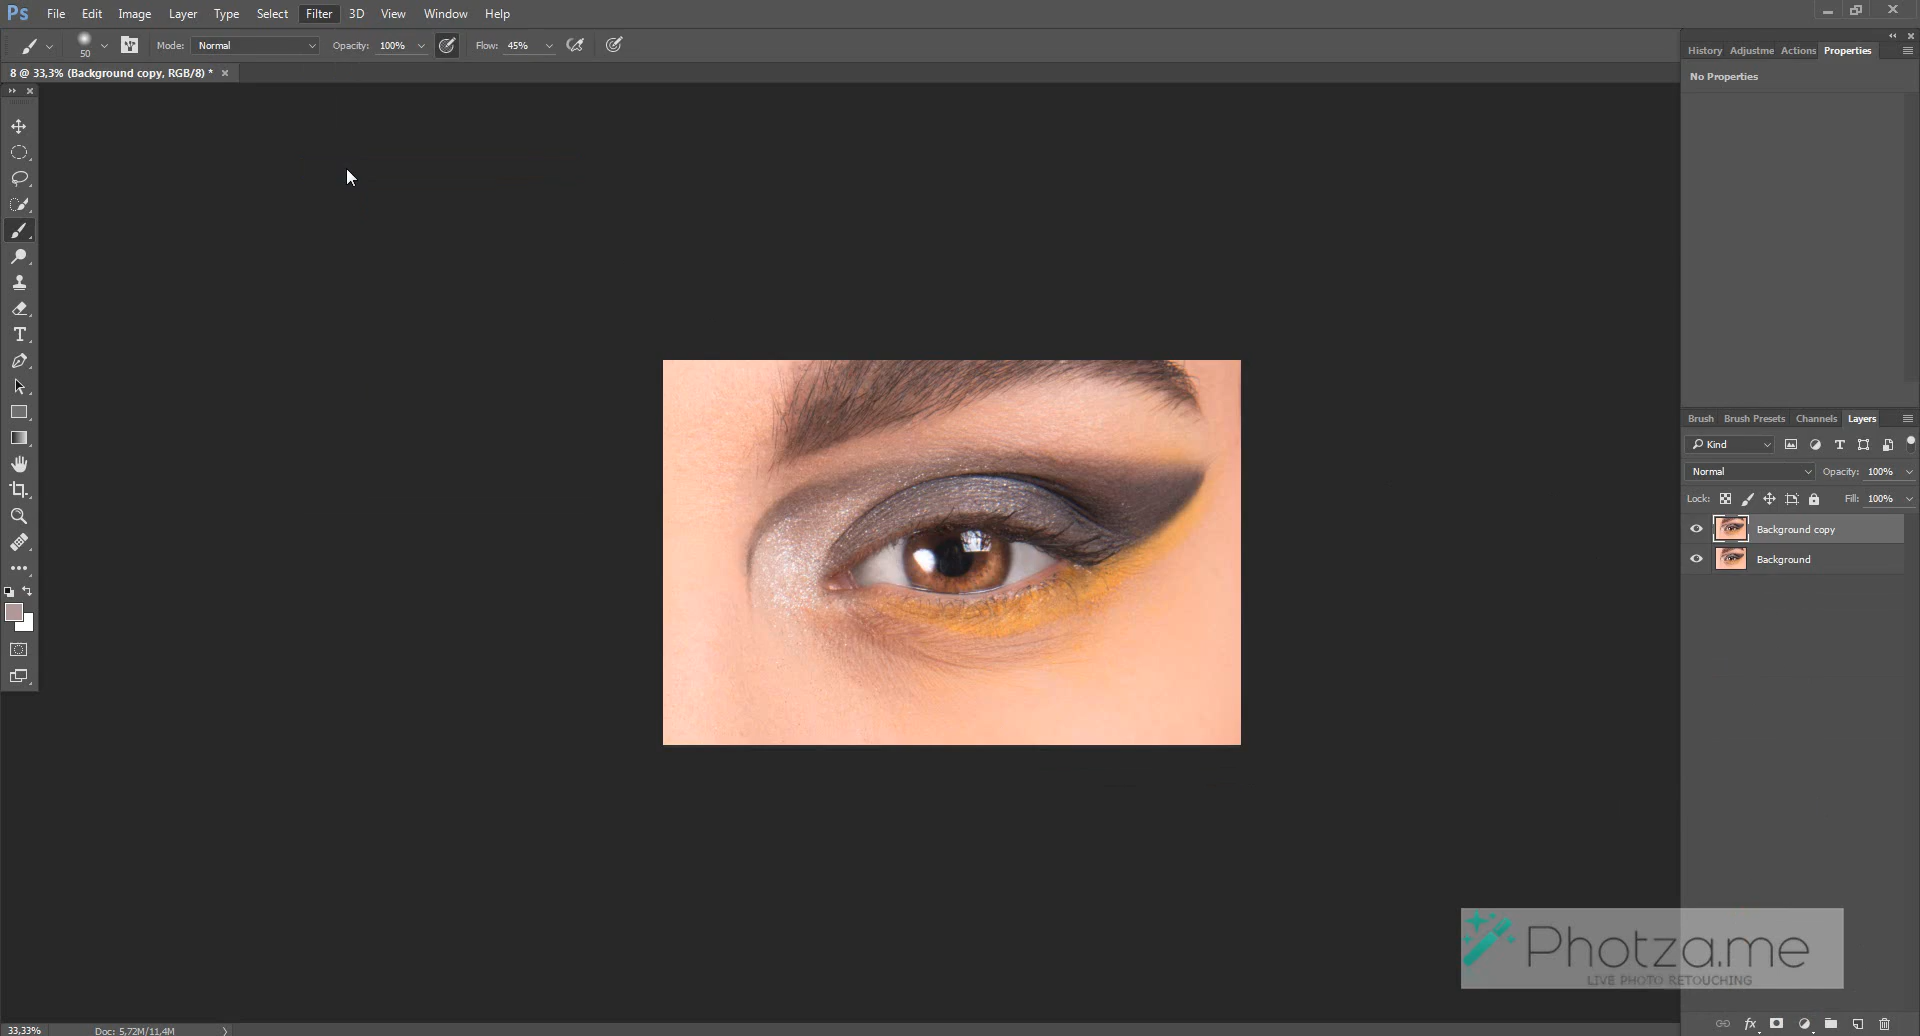 Ps File Edit Image Layer Type Select Filter 3D View Window Help
50 Mode: Normal Opacity: 100% Flow: 45%
8 @ 33,3% (Background copy, RGB/8) *
History Adjustme Actions Properties
No Properties
Brush Brush Presets Channels Layers
Kind
Normal Opacity: 100%
Lock: Fill: 100%
Background copy
Background
Photza.me
LIVE PHOTO RETOUCHING
33,33% Doc: 5,72M/11,4M